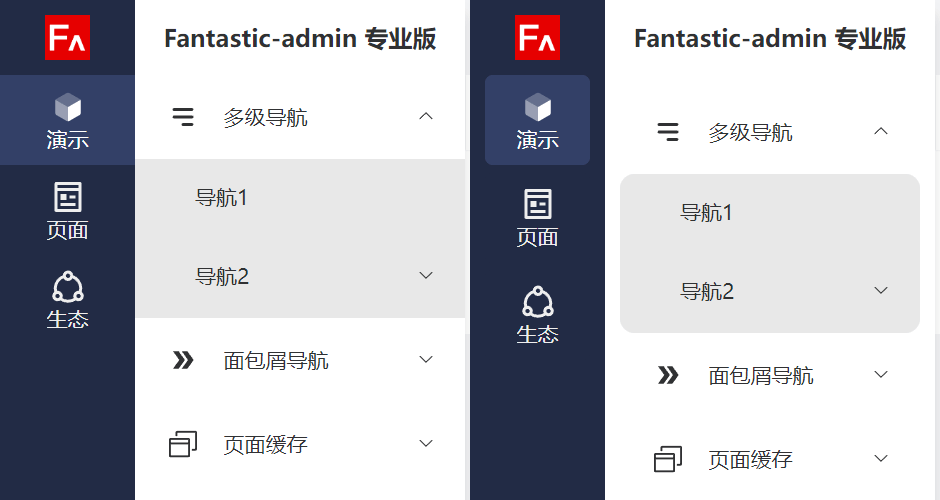 FA
Fantastic-admin 专业版
演示
页面
生态
多级导航
导航1
导航2
面包屑导航
页面缓存
FA
Fantastic-admin 专业版
演示
页面
生态
多级导航
导航1
导航2
面包屑导航
页面缓存